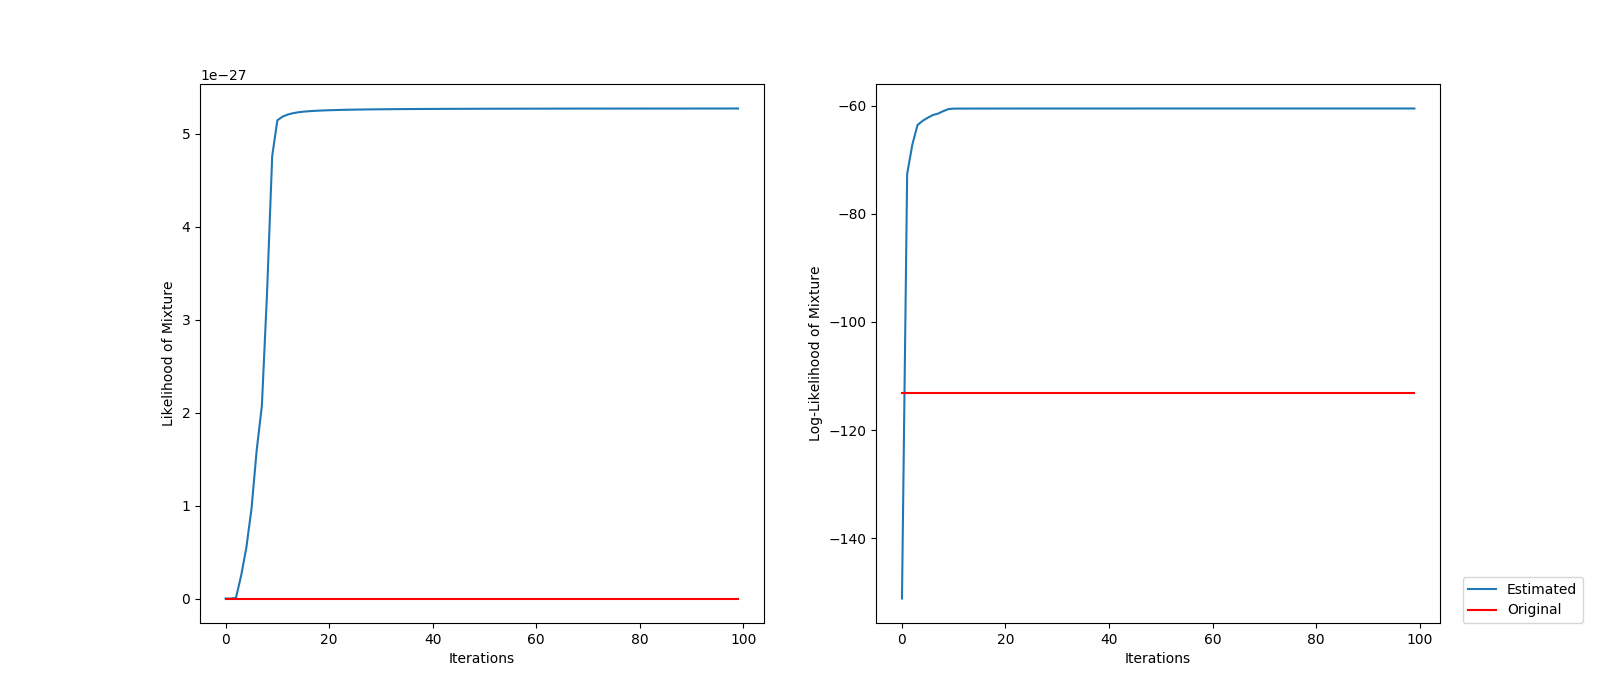 1e−27
5
4
3
2
1
0
Likelihood of Mixture
0 20 40 60 80 100
Iterations
−60
−80
−100
−120
−140
Log-Likelihood of Mixture
0 20 40 60 80 100
Iterations
Estimated
Original